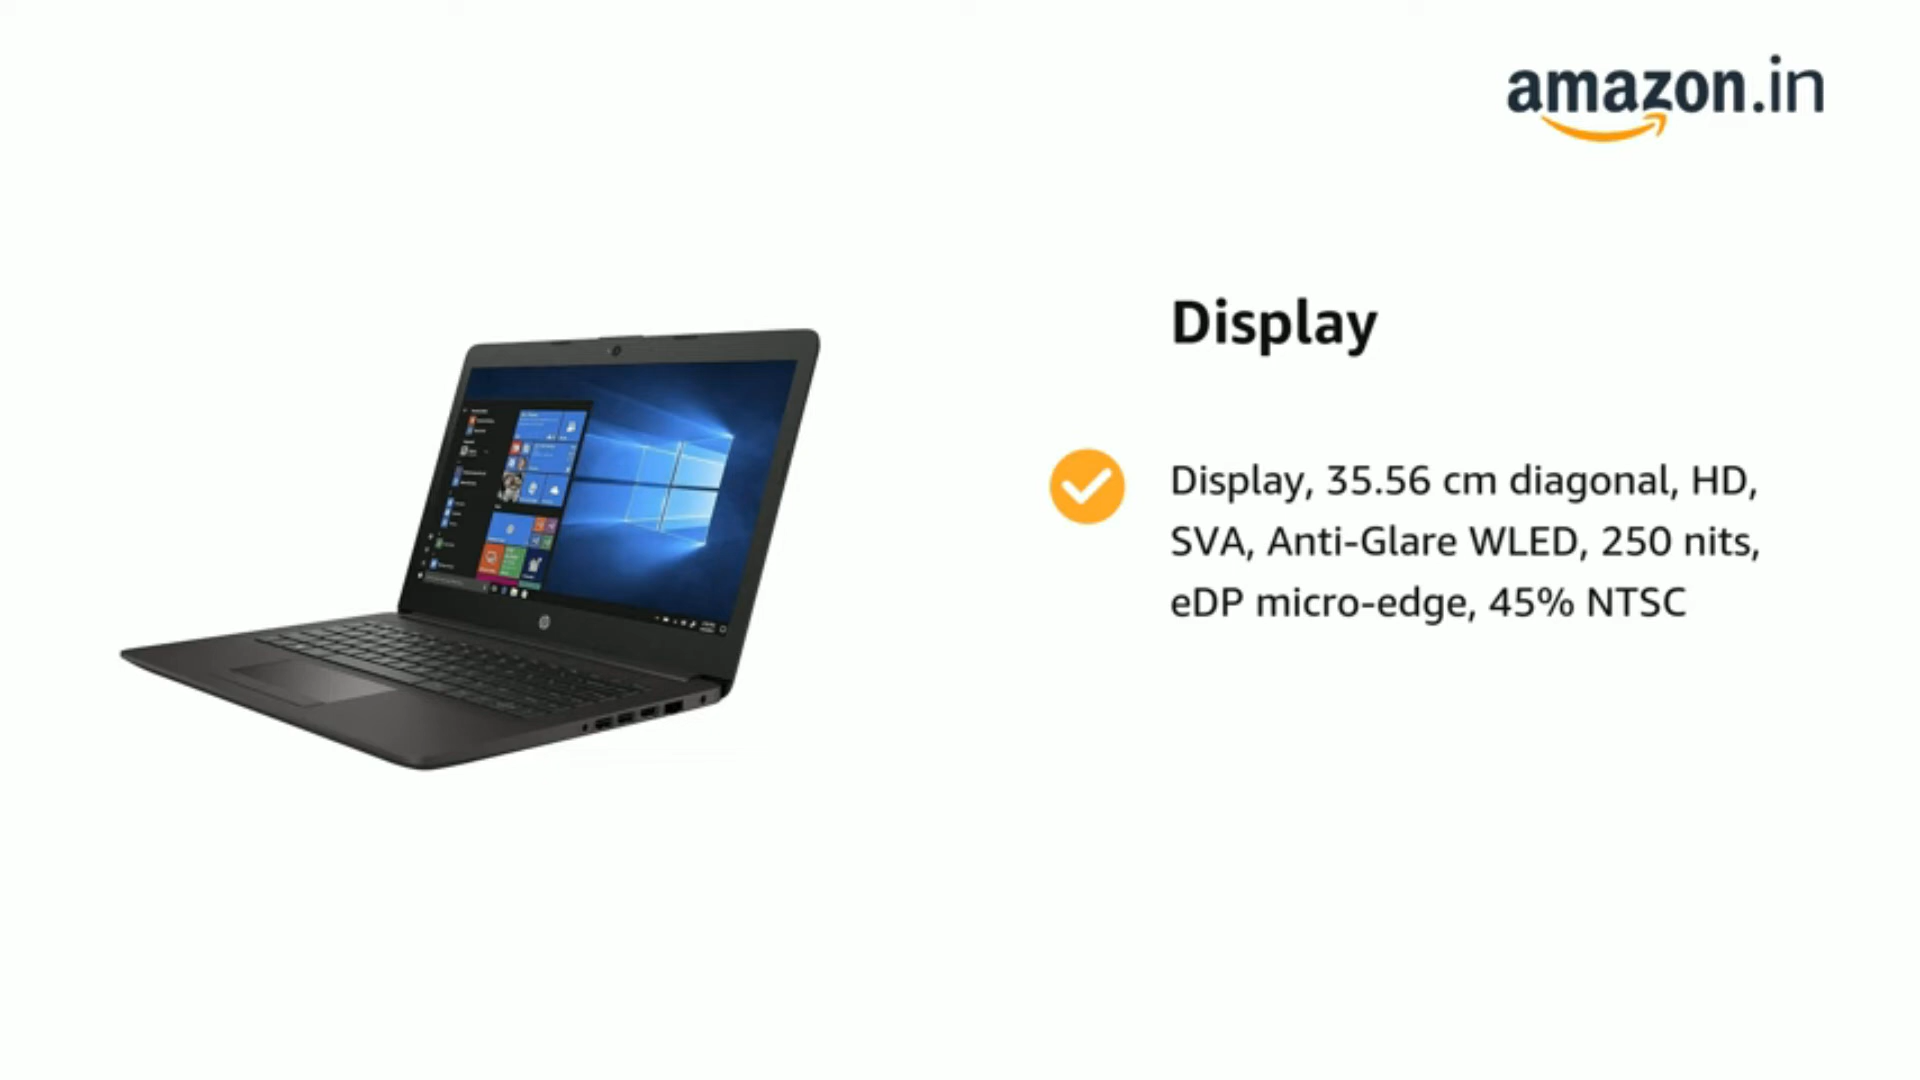 amazon.in
Display
Display, 35.56 cm diagonal, HD,
SVA, Anti-Glare WLED, 250 nits,
eDP micro-edge, 45% NTSC
hp